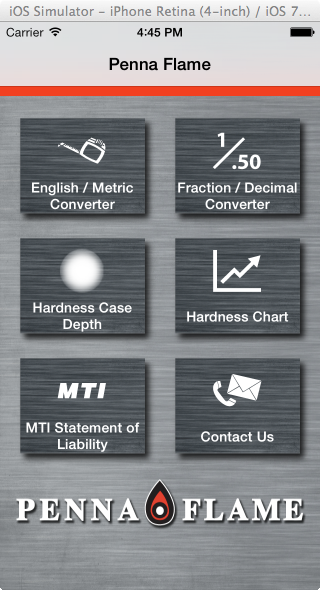 iOS Simulator - iPhone Retina (4-inch) / iOS 7...
Carrier 4:45 PM
Penna Flame
1/.50
English / Metric
Converter
Fraction / Decimal
Converter
Hardness Case
Depth
Hardness Chart
MTI
MTI Statement of
Liability
Contact Us
PENNA FLAME